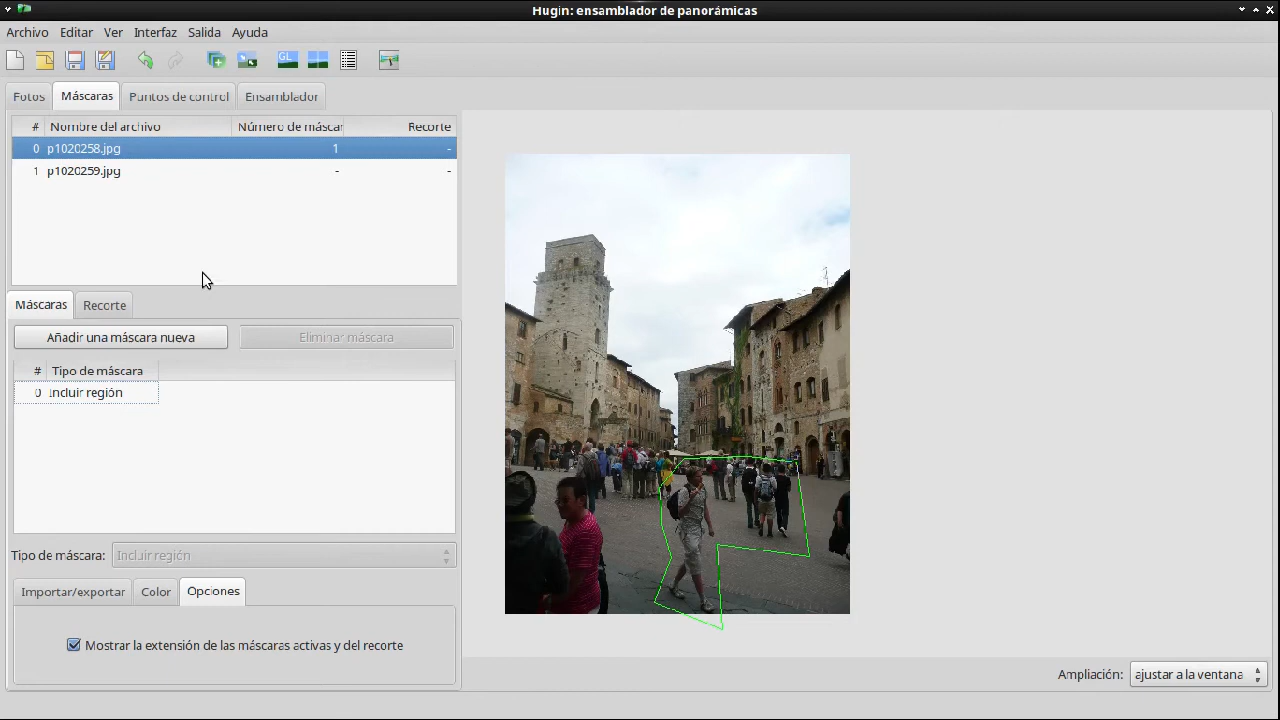 Hugin: ensamblador de panorámicas
Archivo Editar Ver Interfaz Salida Ayuda
GL
Fotos Máscaras Puntos de control Ensamblador
# Nombre del archivo Número de máscar Recorte
0 p1020258.jpg 1 -
1 p1020259.jpg - -
Máscaras Recorte
Añadir una máscara nueva Eliminar máscara
# Tipo de máscara
0 Incluir región
Tipo de máscara: Incluir región
Importar/exportar Color Opciones
Mostrar la extensión de las máscaras activas y del recorte
Ampliación: ajustar a la ventana